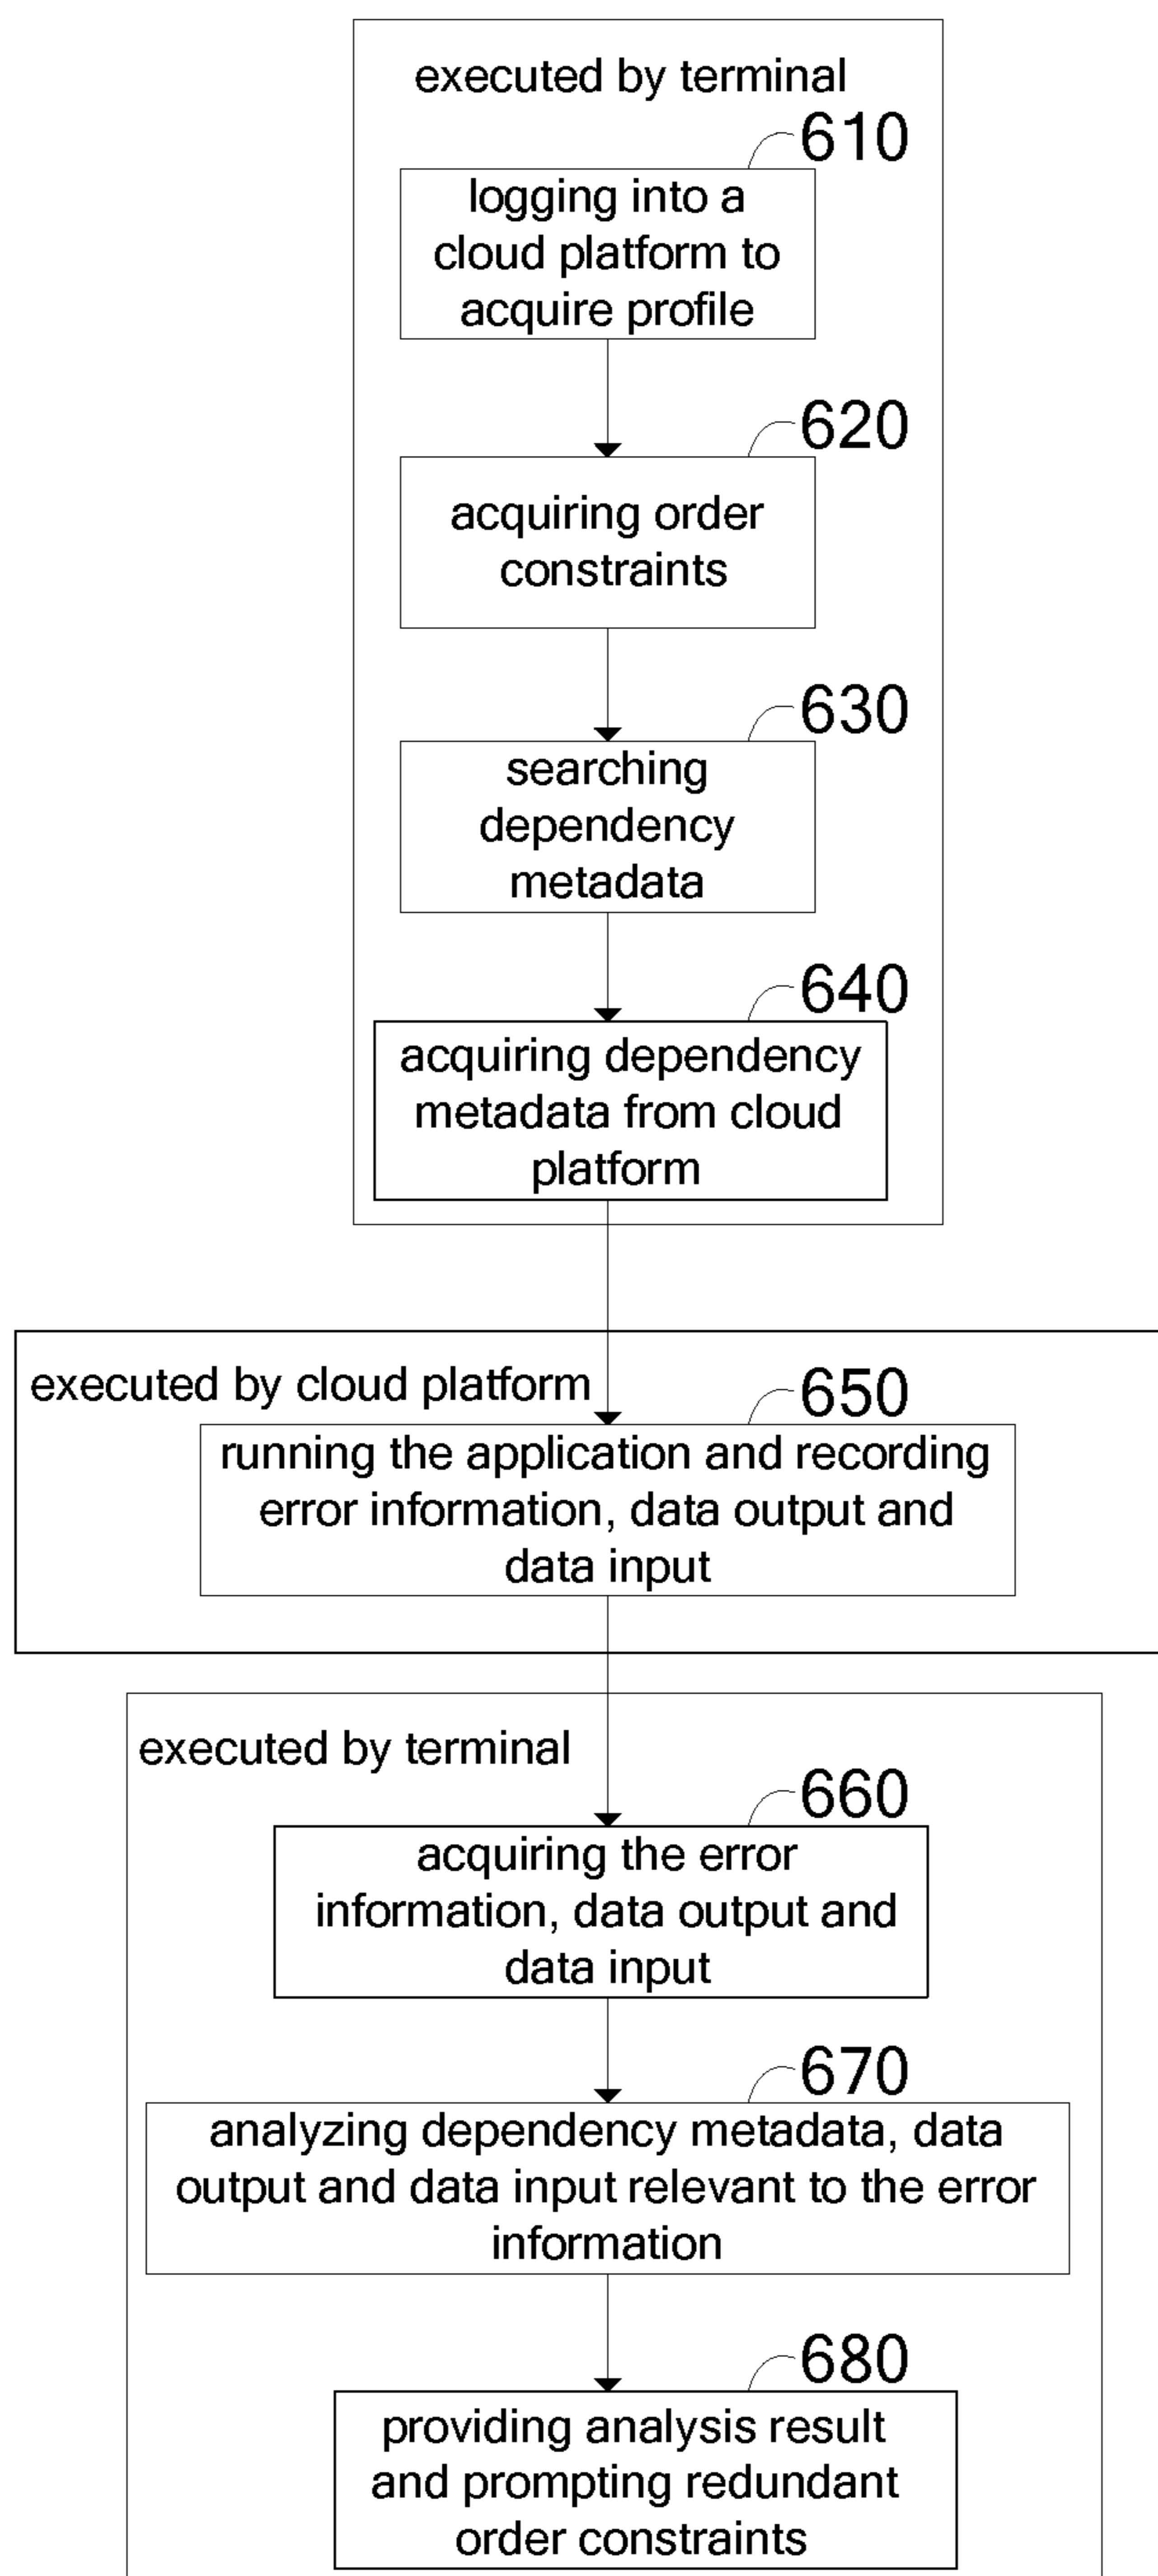 executed by terminal
610
logging into a
cloud platform to
acquire profile
620
acquiring order
constraints
630
searching
dependency
metadata
640
acquiring dependency
metadata from cloud
platform
executed by cloud platform
650
running the application and recording
error information, data output and
data input
executed by terminal
660
acquiring the error
information, data output and
data input
670
analyzing dependency metadata, data
output and data input relevant to the error
information
680
providing analysis result
and prompting redundant
order constraints